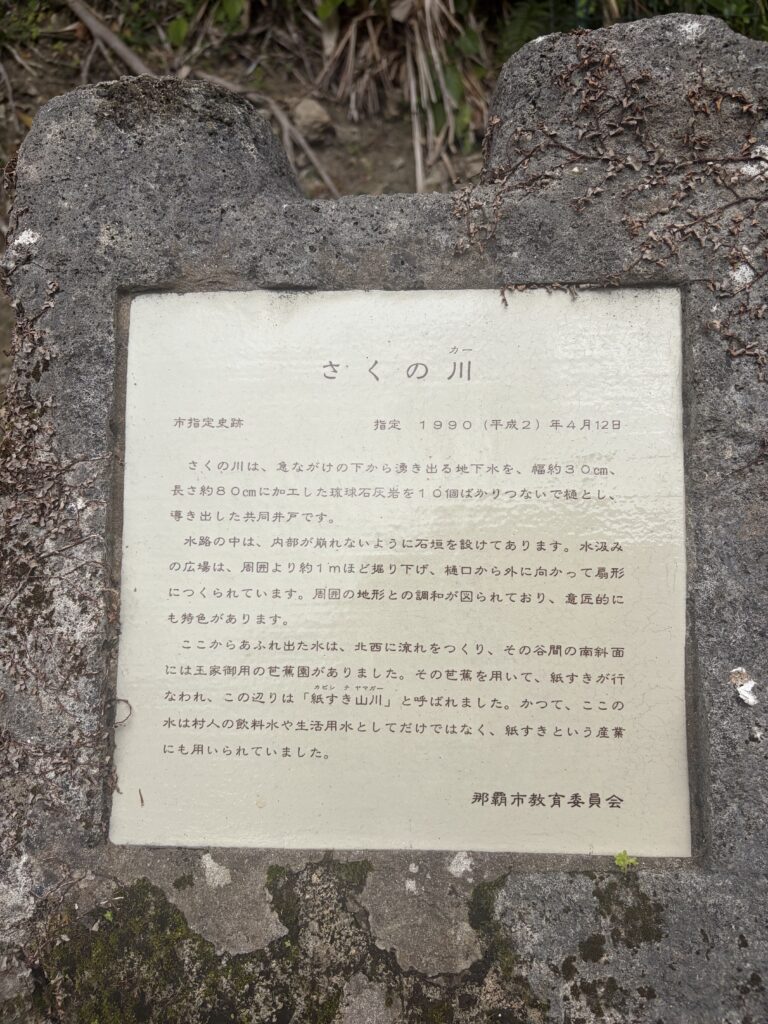 カー
さくの川
市指定史跡 指定 1990(平成2)年4月12日
さくの川は、急ながけの下から湧き出る地下水を、幅約30㎝、
長さ約80㎝に加工した琉球石灰岩を10個ばかりつないで樋とし、
導き出した共同井戸です。
水路の中は、内部が崩れないように石垣を設けてあります。水汲み
の広場は、周囲より約1mほど掘り下げ、樋口から外に向かって扇形
につくられています。周囲の地形との調和が図られており、意匠的に
も特色があります。
ここからあふれ出た水は、北西に流れをつくり、その谷間の南斜面
には王家御用の芭蕉園がありました。その芭蕉を用いて、紙すきが行
カビシ チ ヤマガー
なわれ、この辺りは「紙すき山川」と呼ばれました。かつて、ここの
水は村人の飲料水や生活用水としてだけではなく、紙すきという産業
にも用いられていました。
那覇市教育委員会